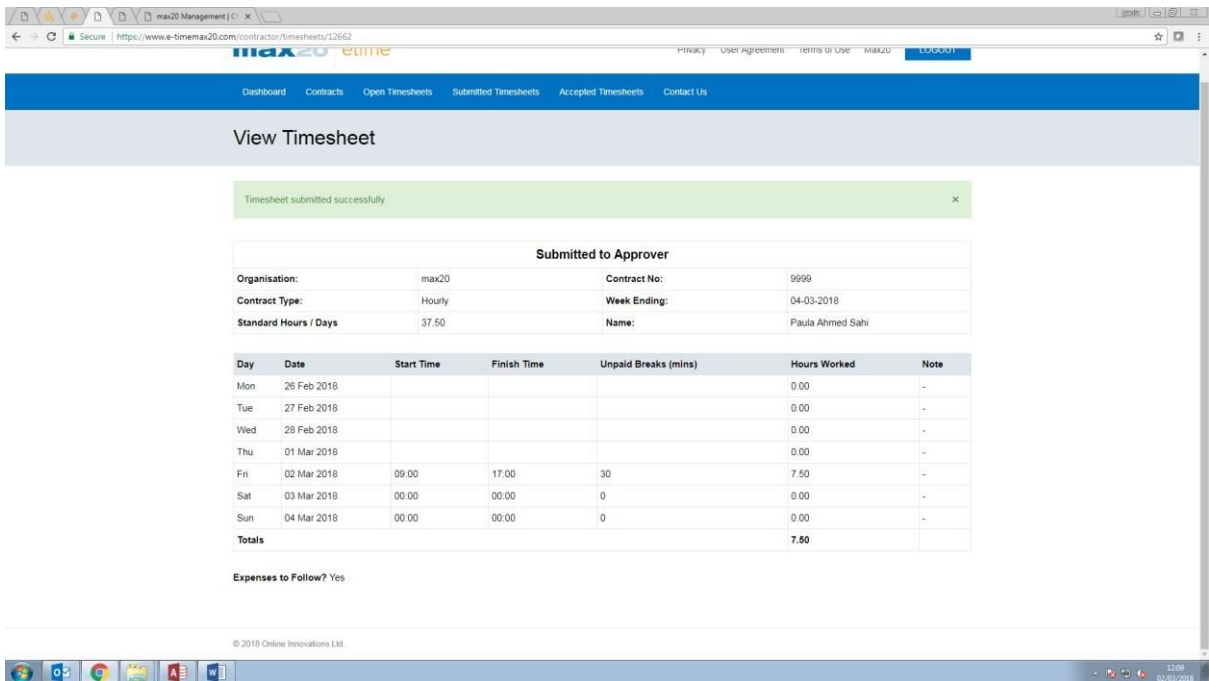 max20 Management | C
Secure | https://www.e-timemax20.com/contractor/timesheets/12662
max20 etime
Privacy User Agreement Terms of Use Max20 LOGOUT
Dashboard Contracts Open Timesheets Submitted Timesheets Accepted Timesheets Contact Us
View Timesheet
Timesheet submitted successfully ×
Submitted to Approver
Organisation: max20 Contract No: 9999
Contract Type: Hourly Week Ending: 04-03-2018
Standard Hours / Days 37.50 Name: Paula Ahmed Sahi
Day Date Start Time Finish Time Unpaid Breaks (mins) Hours Worked Note
Mon 26 Feb 2018 0.00 -
Tue 27 Feb 2018 0.00 -
Wed 28 Feb 2018 0.00 -
Thu 01 Mar 2018 0.00 -
Fri 02 Mar 2018 09:00 17:00 30 7.50 -
Sat 03 Mar 2018 00:00 00:00 0 0.00 -
Sun 04 Mar 2018 00:00 00:00 0 0.00 -
Totals 7.50
Expenses to Follow? Yes
© 2018 Online Innovations Ltd .
12:09
02/03/2018